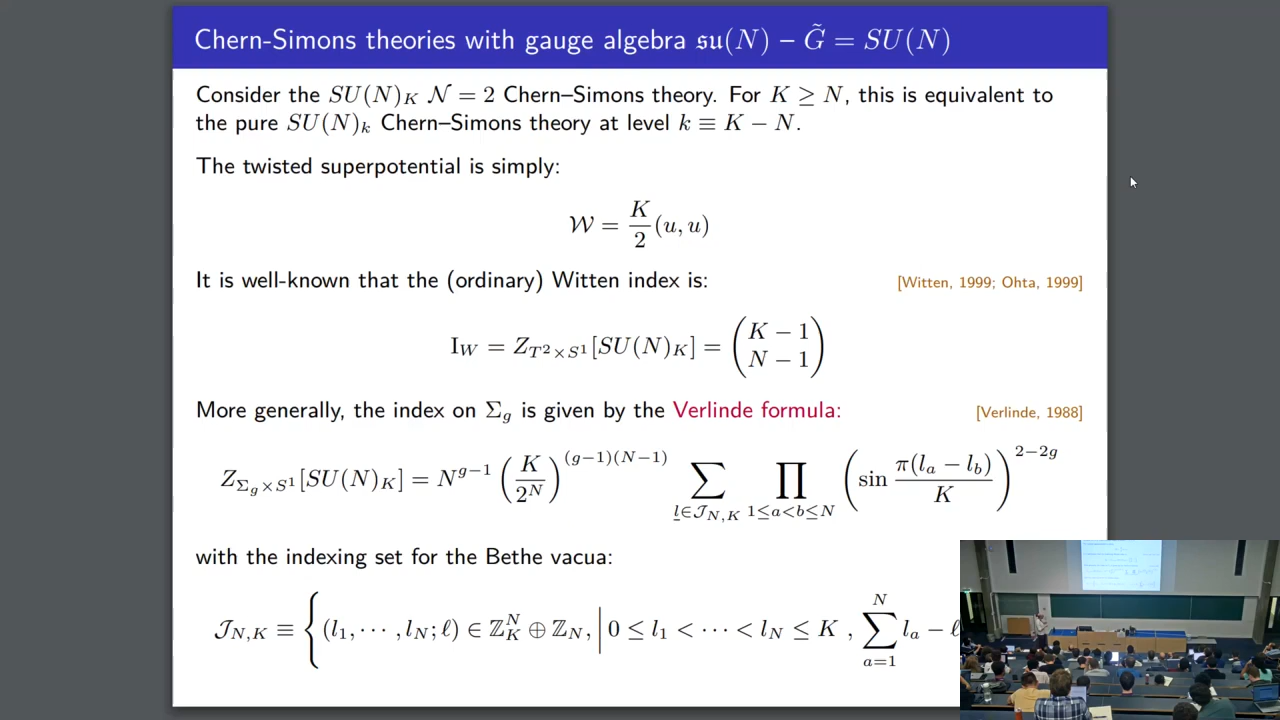 Chern-Simons theories with gauge algebra 𝔰𝔲(N) – G̃ = SU(N)
Consider the SU(N)_K 𝒩 = 2 Chern–Simons theory. For K ≥ N, this is equivalent to
the pure SU(N)_k Chern–Simons theory at level k ≡ K − N.
The twisted superpotential is simply:
𝒲 = K/2 (u, u)
It is well-known that the (ordinary) Witten index is: [Witten, 1999; Ohta, 1999]
I_W = Z_{T²×S¹}[SU(N)_K] = (K − 1 \\ N − 1)
More generally, the index on Σ_g is given by the Verlinde formula: [Verlinde, 1988]
Z_{Σ_g×S¹}[SU(N)_K] = N^{g−1} (K/2^N)^{(g−1)(N−1)} ∑_{l∈𝒥_{N,K}} ∏_{1≤a<b≤N} (sin π(l_a − l_b)/K)^{2−2g}
with the indexing set for the Bethe vacua:
𝒥_{N,K} ≡ {(l_1, ⋯ , l_N; ℓ) ∈ ℤ_K^N ⊕ ℤ_N, | 0 ≤ l_1 < ⋯ < l_N ≤ K , ∑_{a=1}^{N} l_a − ℓ